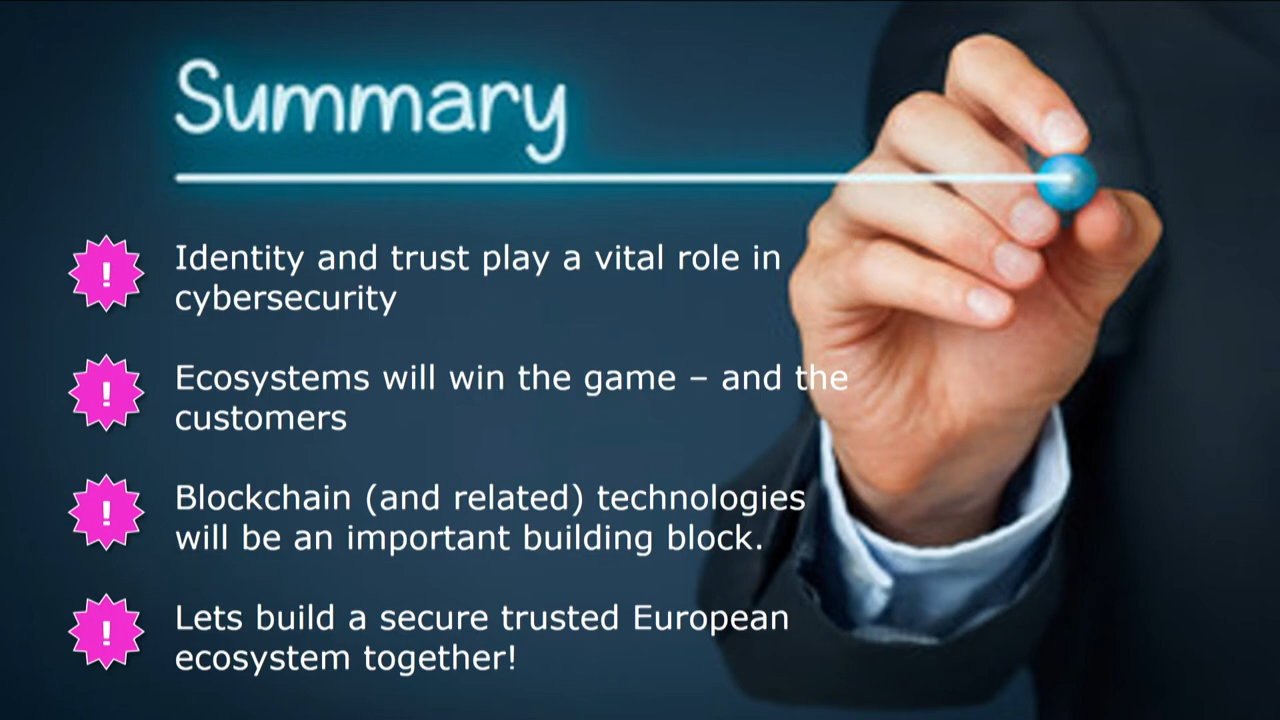 Summary
! Identity and trust play a vital role in
cybersecurity
! Ecosystems will win the game – and the
customers
! Blockchain (and related) technologies
will be an important building block.
! Lets build a secure trusted European
ecosystem together!